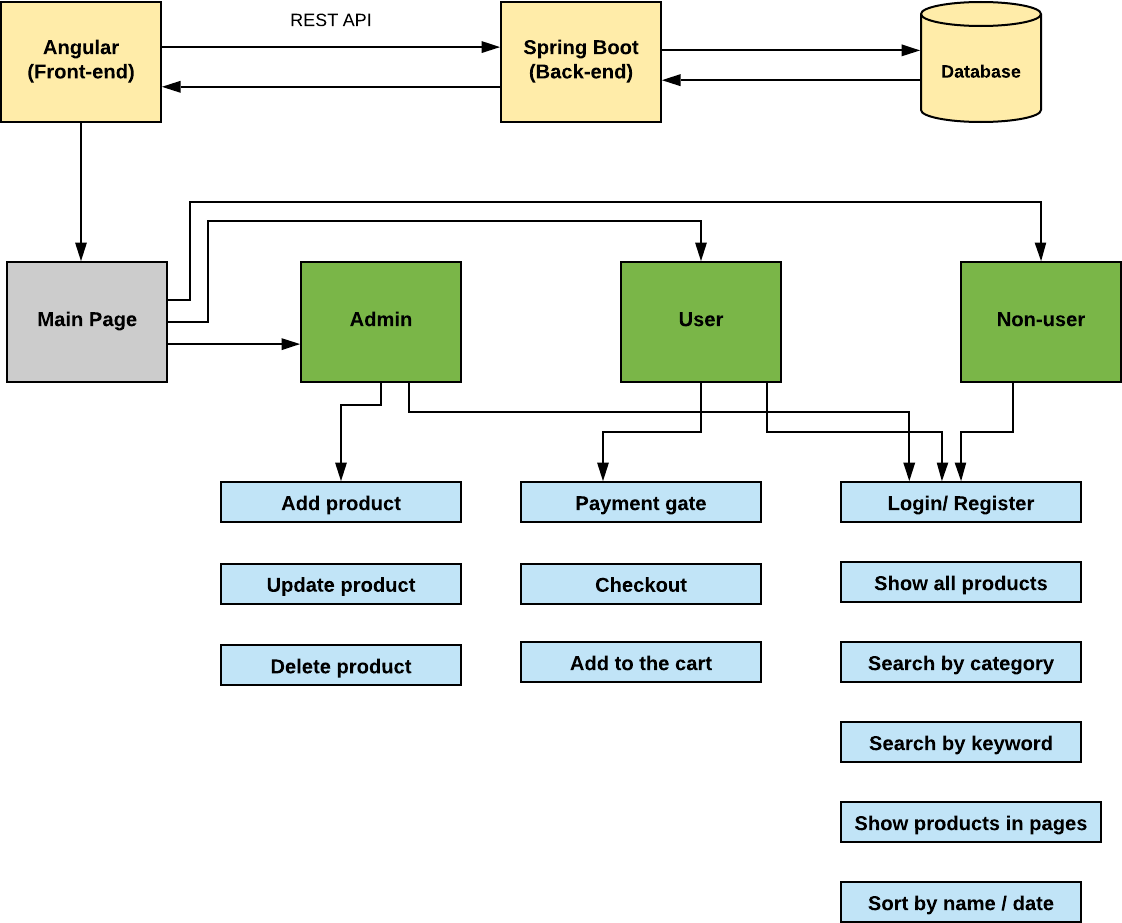 REST API
Angular
(Front-end)
Spring Boot
(Back-end)
Database
Main Page
Admin
User
Non-user
Add product
Payment gate
Login/ Register
Update product
Checkout
Show all products
Delete product
Add to the cart
Search by category
Search by keyword
Show products in pages
Sort by name / date